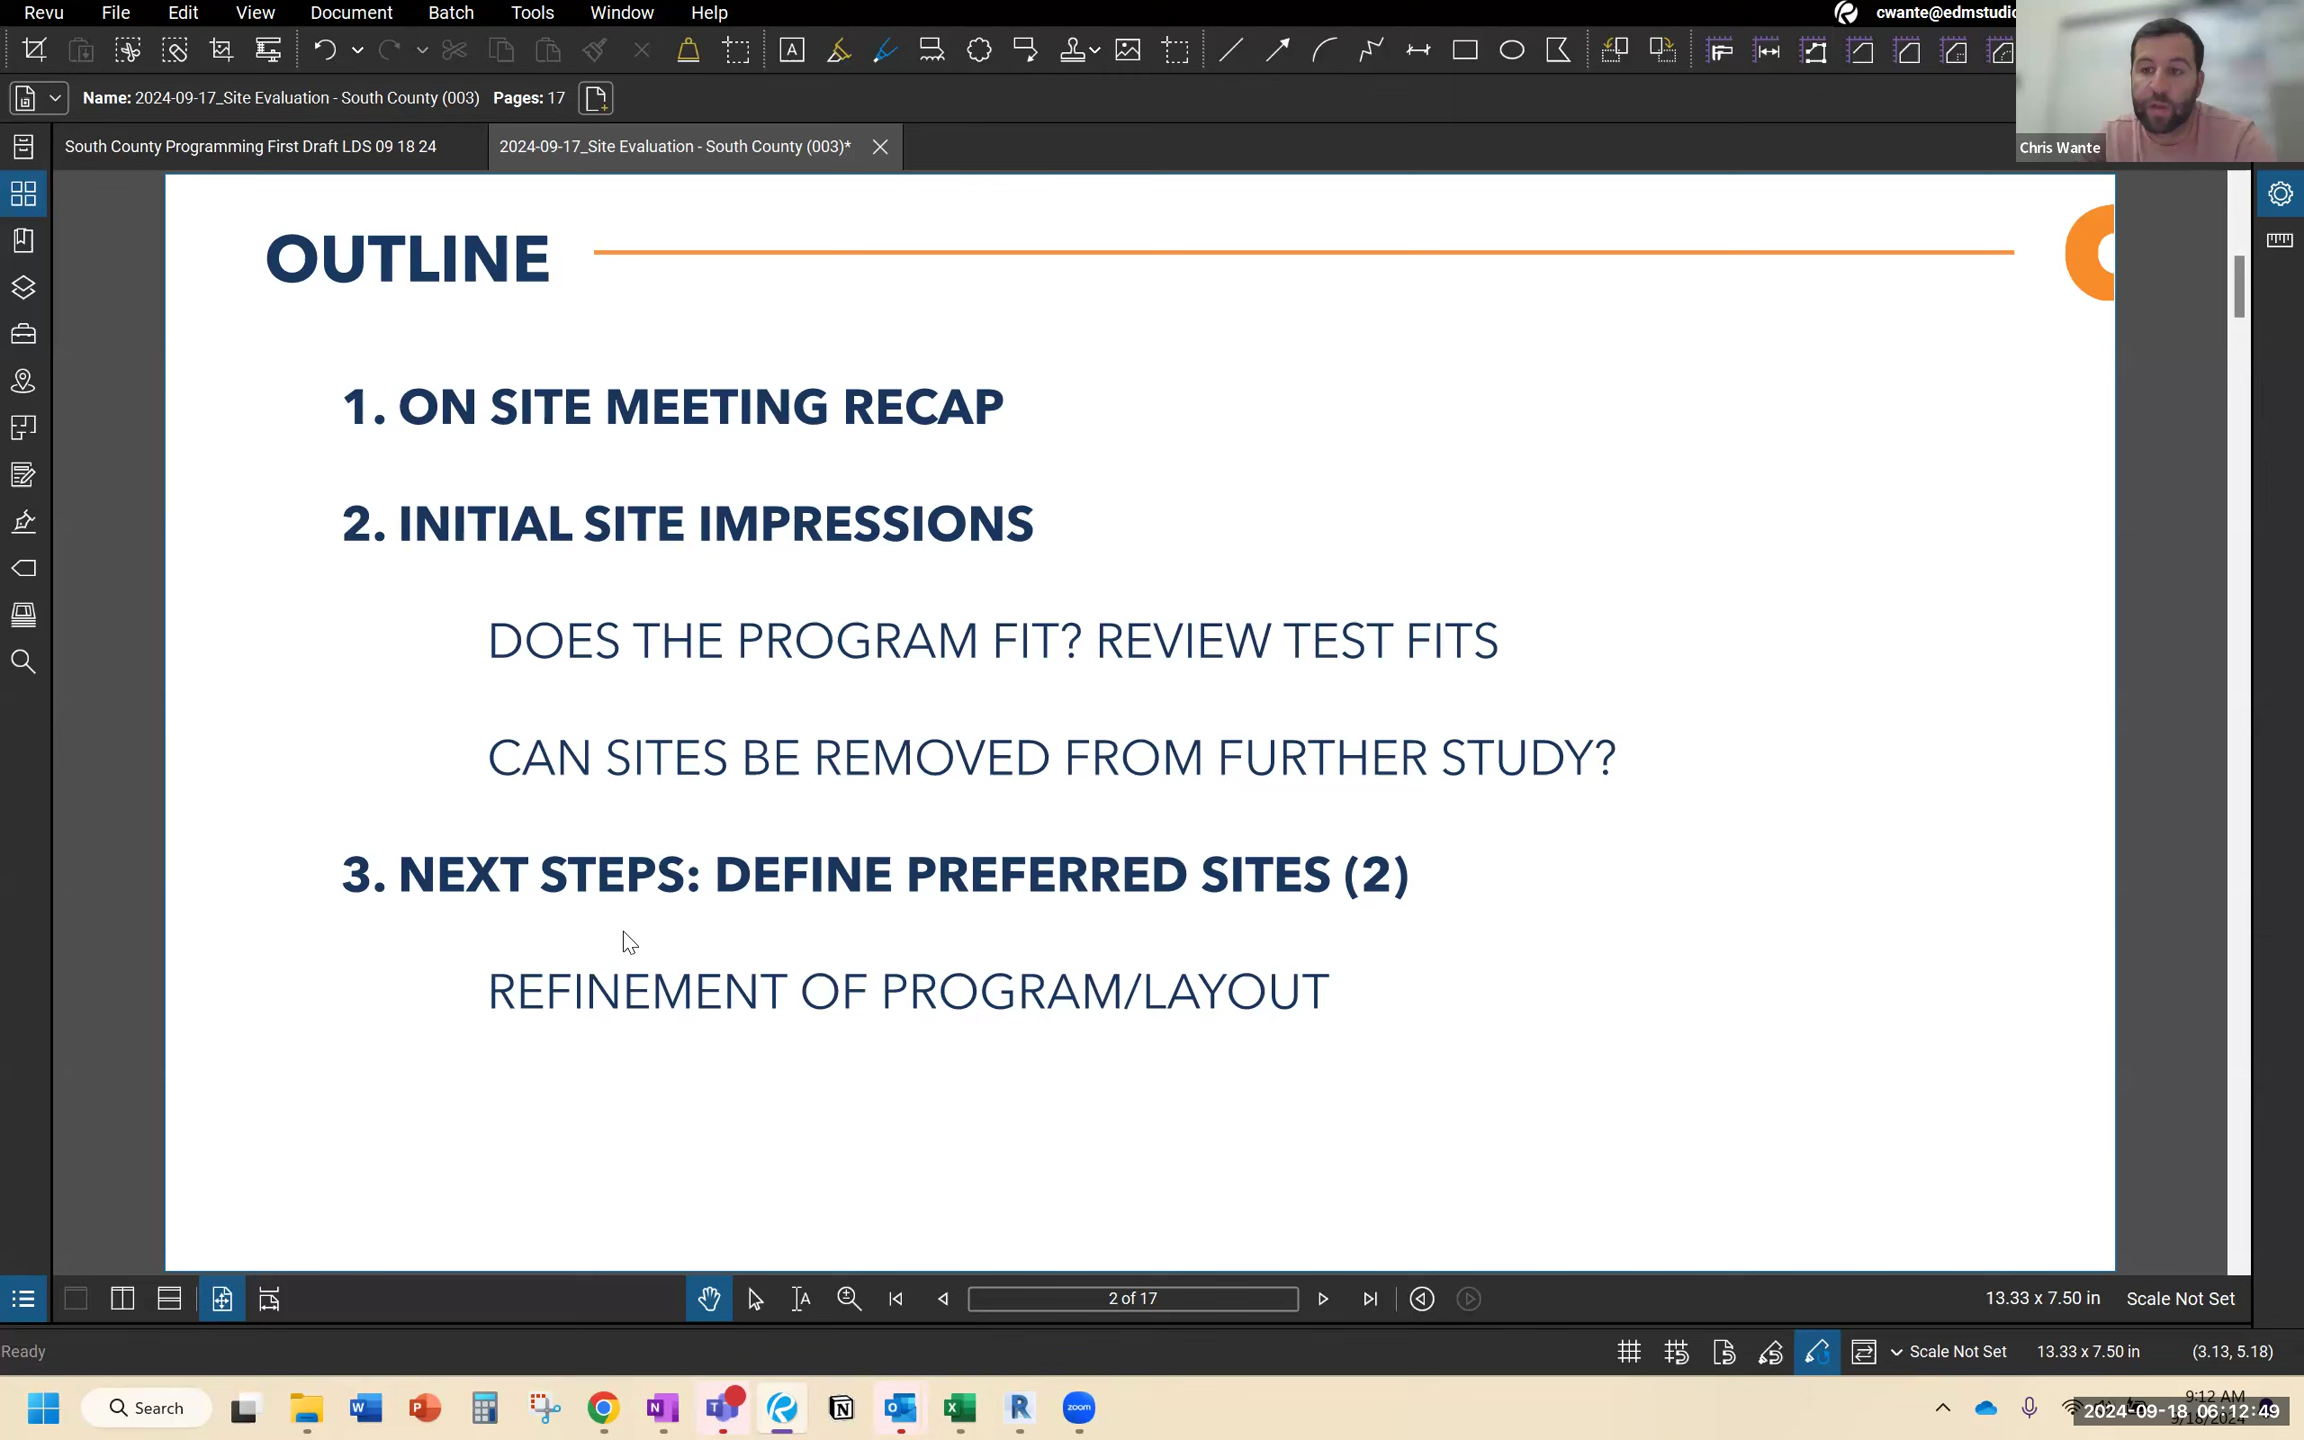 Revu File Edit View Document Batch Tools Window Help
cwante@edmstudio
Name: 2024-09-17_Site Evaluation - South County (003) Pages: 17
South County Programming First Draft LDS 09 18 24
2024-09-17_Site Evaluation - South County (003)*
Chris Wante
OUTLINE
1. ON SITE MEETING RECAP
2. INITIAL SITE IMPRESSIONS
DOES THE PROGRAM FIT? REVIEW TEST FITS
CAN SITES BE REMOVED FROM FURTHER STUDY?
3. NEXT STEPS: DEFINE PREFERRED SITES (2)
REFINEMENT OF PROGRAM/LAYOUT
2 of 17
13.33 x 7.50 in Scale Not Set
Ready
Scale Not Set 13.33 x 7.50 in (3.13, 5.18)
Search
zoom
9:12 AM
2024-09-18 06:12:49